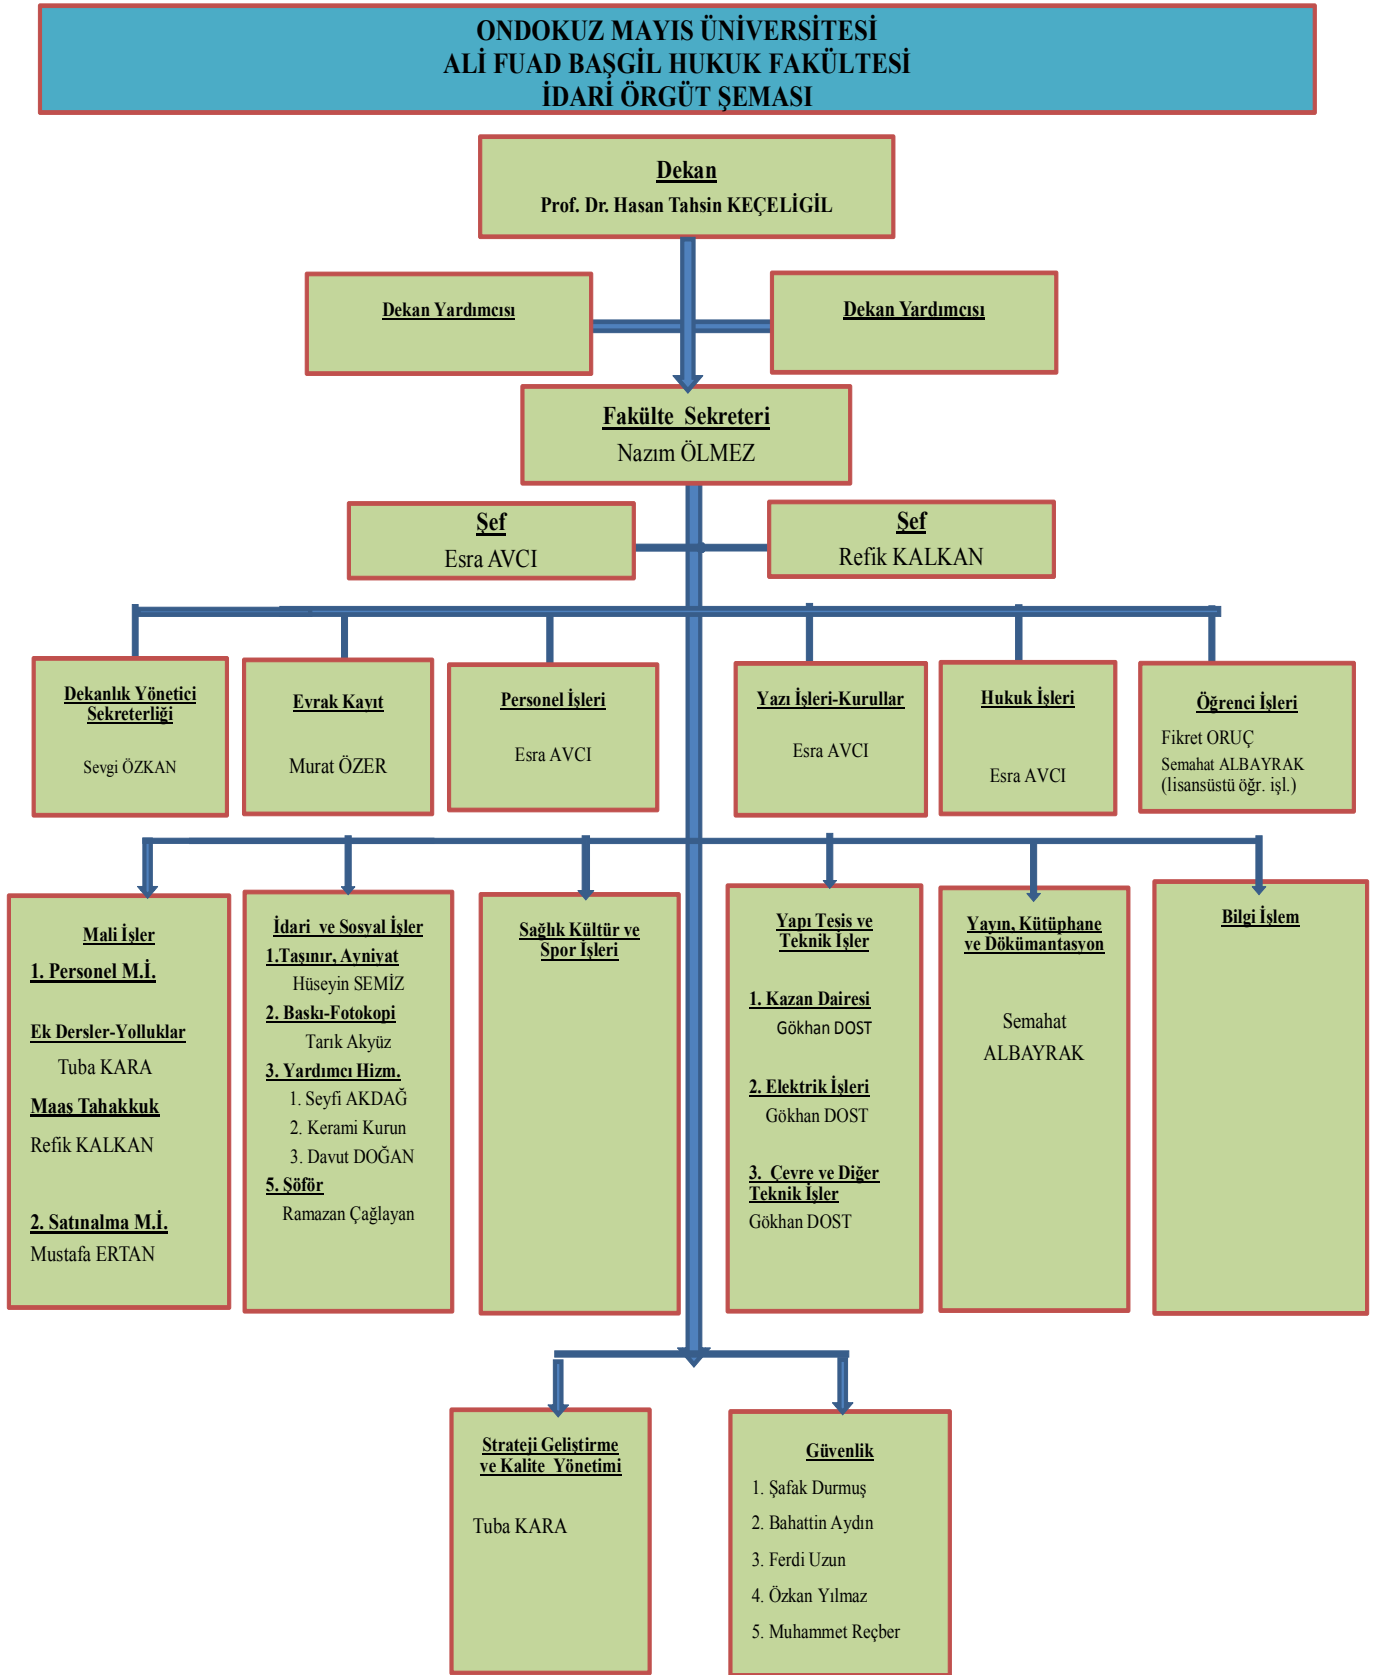 ONDOKUZ MAYIS ÜNİVERSİTESİ
ALİ FUAD BAŞGİL HUKUK FAKÜLTESİ
İDARİ ÖRGÜT ŞEMASI
Dekan
Prof. Dr. Hasan Tahsin KEÇELİGİL
Dekan Yardımcısı
Dekan Yardımcısı
Fakülte Sekreteri
Nazım ÖLMEZ
Şef
Esra AVCI
Şef
Refik KALKAN
Dekanlık Yönetici
Sekreterliği
Sevgi ÖZKAN
Evrak Kayıt
Murat ÖZER
Personel İşleri
Esra AVCI
Yazı İşleri-Kurullar
Esra AVCI
Hukuk İşleri
Esra AVCI
Öğrenci İşleri
Fikret ORUÇ
Semahat ALBAYRAK
(lisansüstü öğr. işl.)
Mali İşler
1. Personel M.İ.
Ek Dersler-Yolluklar
Tuba KARA
Maas Tahakkuk
Refik KALKAN
2. Satınalma M.İ.
Mustafa ERTAN
İdari ve Sosyal İşler
1.Taşınır, Ayniyat
Hüseyin SEMİZ
2. Baskı-Fotokopi
Tarık Akyüz
3. Yardımcı Hizm.
1. Seyfi AKDAĞ
2. Kerami Kurun
3. Davut DOĞAN
5. Şöför
Ramazan Çağlayan
Sağlık Kültür ve
Spor İşleri
Yapı Tesis ve
Teknik İşler
1. Kazan Dairesi
Gökhan DOST
2. Elektrik İşleri
Gökhan DOST
3. Çevre ve Diğer
Teknik İşler
Gökhan DOST
Yayın, Kütüphane
ve Dökümantasyon
Semahat
ALBAYRAK
Bilgi İşlem
Strateji Geliştirme
ve Kalite Yönetimi
Tuba KARA
Güvenlik
1. Şafak Durmuş
2. Bahattin Aydın
3. Ferdi Uzun
4. Özkan Yılmaz
5. Muhammet Reçber